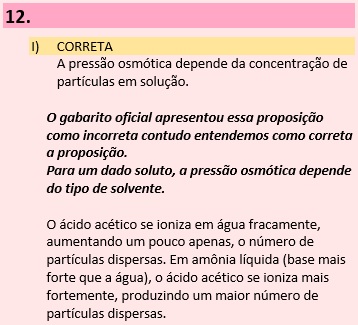 12.
I) CORRETA
A pressão osmótica depende da concentração de
partículas em solução.
O gabarito oficial apresentou essa proposição
como incorreta contudo entendemos como correta
a proposição.
Para um dado soluto, a pressão osmótica depende
do tipo de solvente.
O ácido acético se ioniza em água fracamente,
aumentando um pouco apenas, o número de
partículas dispersas. Em amônia líquida (base mais
forte que a água), o ácido acético se ioniza mais
fortemente, produzindo um maior número de
partículas dispersas.